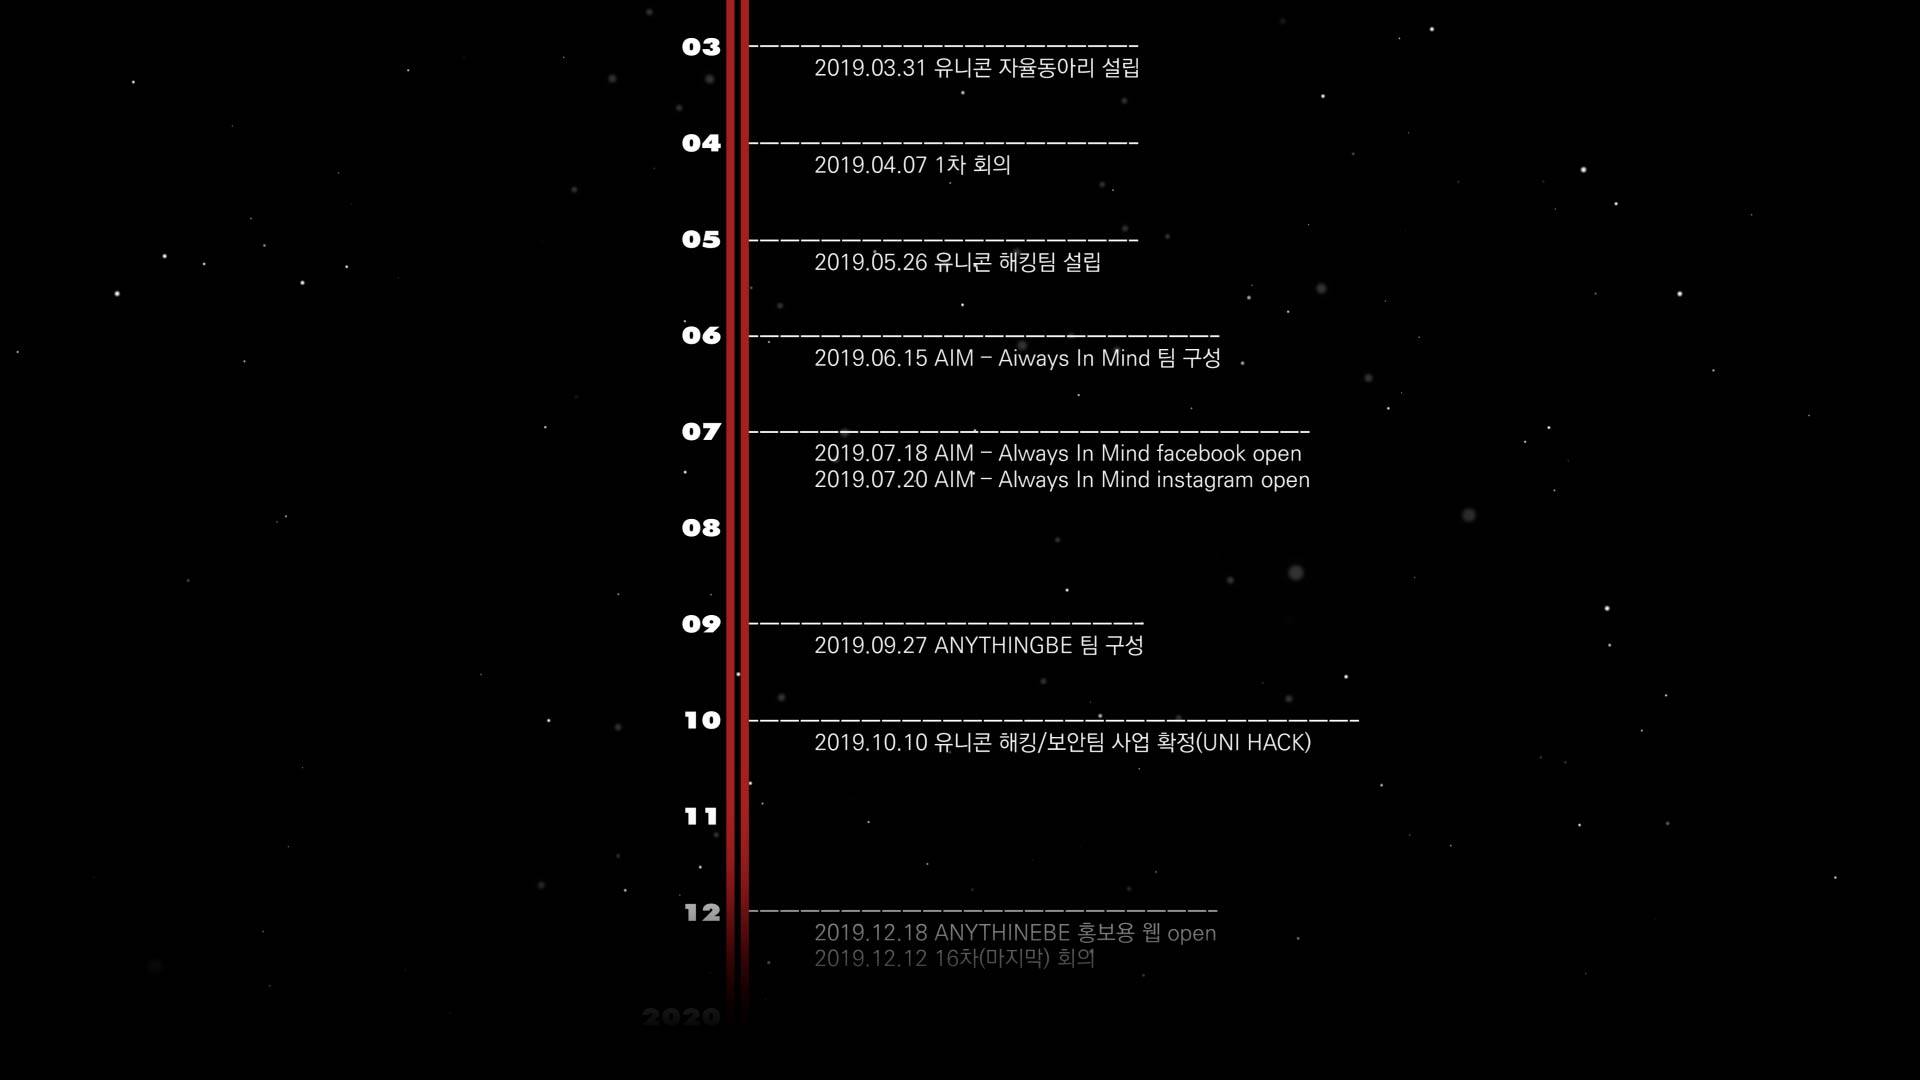 03
2019.03.31 유니콘 자율동아리 설립
04
2019.04.07 1차 회의
05
2019.05.26 유니콘 해킹팀 설립
06
2019.06.15 AIM – Aiways In Mind 팀 구성
07
2019.07.18 AIM – Always In Mind facebook open
2019.07.20 AIM – Always In Mind instagram open
08
09
2019.09.27 ANYTHINGBE 팀 구성
10
2019.10.10 유니콘 해킹/보안팀 사업 확정(UNI HACK)
11
12
2019.12.18 ANYTHINEBE 홍보용 웹 open
2019.12.12 16차(마지막) 회의
2020